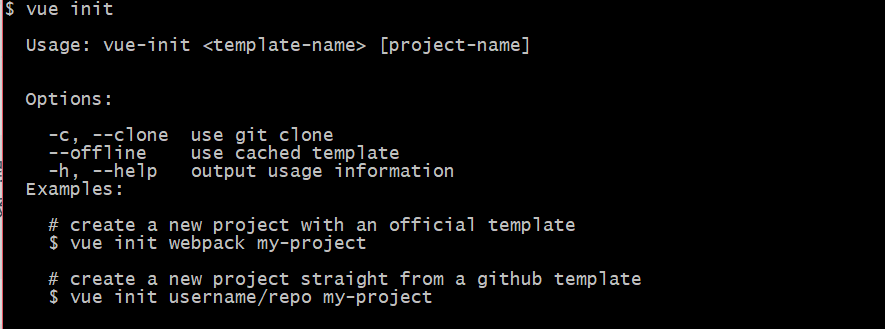 $ vue init
Usage: vue-init <template-name> [project-name]
Options:
-c, --clone  use git clone
--offline    use cached template
-h, --help   output usage information
Examples:
# create a new project with an official template
$ vue init webpack my-project
# create a new project straight from a github template
$ vue init username/repo my-project